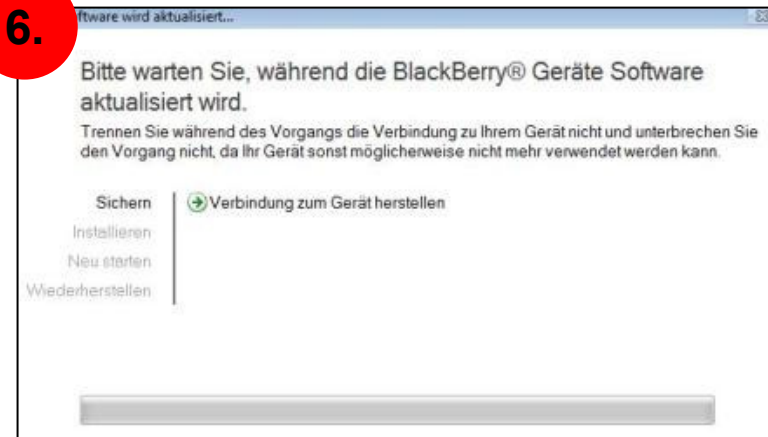 6.
ftware wird aktualisiert...
Bitte warten Sie, während die BlackBerry® Geräte Software
aktualisiert wird.
Trennen Sie während des Vorgangs die Verbindung zu Ihrem Gerät nicht und unterbrechen Sie
den Vorgang nicht, da Ihr Gerät sonst möglicherweise nicht mehr verwendet werden kann.
Sichern
Verbindung zum Gerät herstellen
Installieren
Neu starten
Wiederherstellen